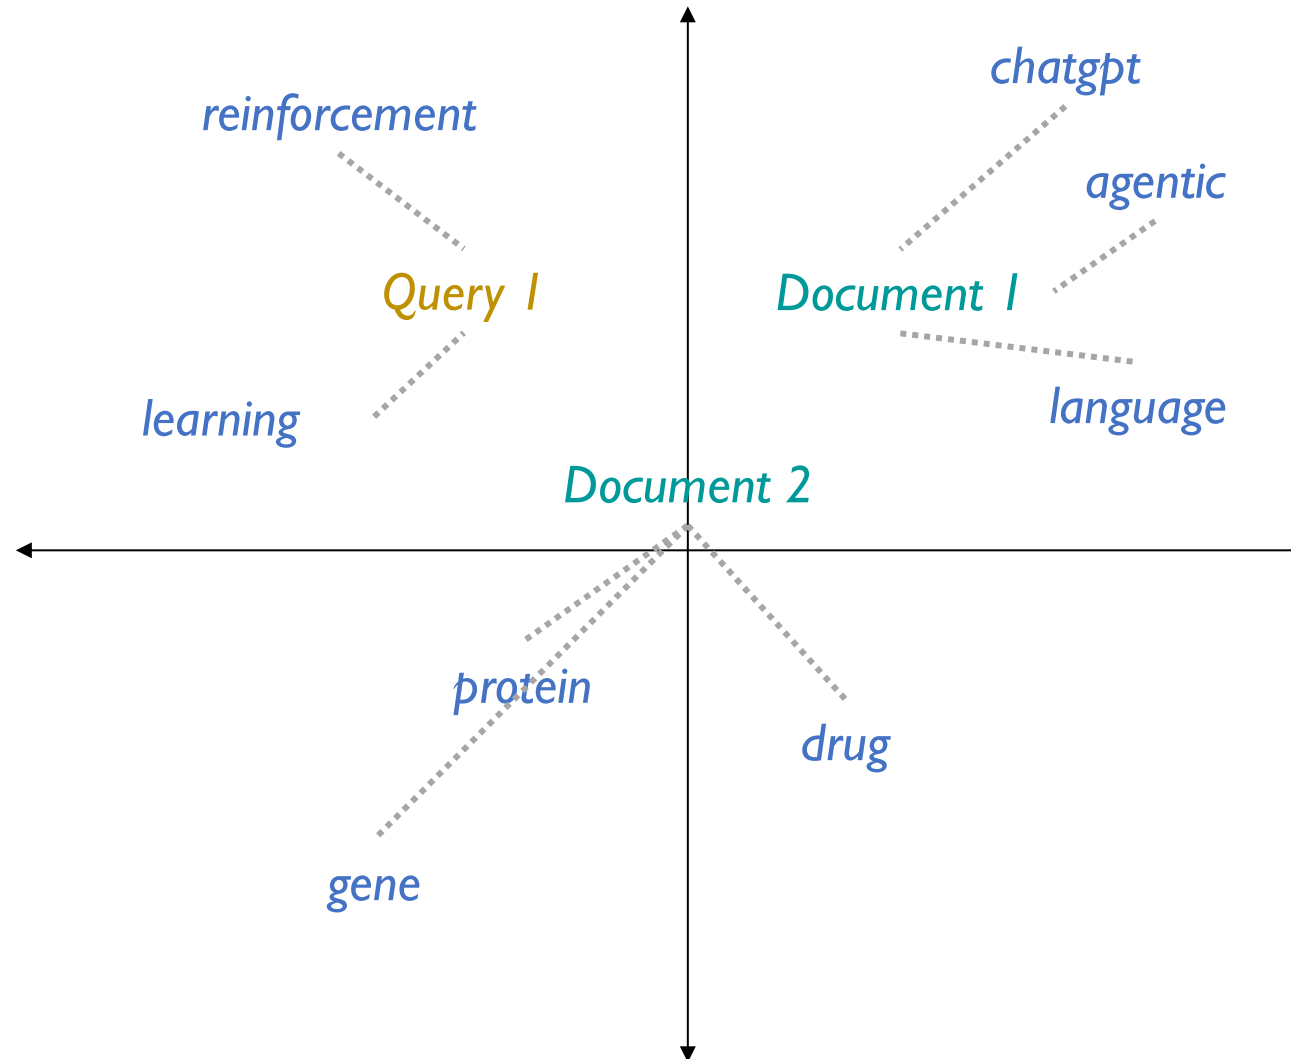 chatgpt
reinforcement
agentic
Query 1
Document 1
learning
language
Document 2
protein
drug
gene